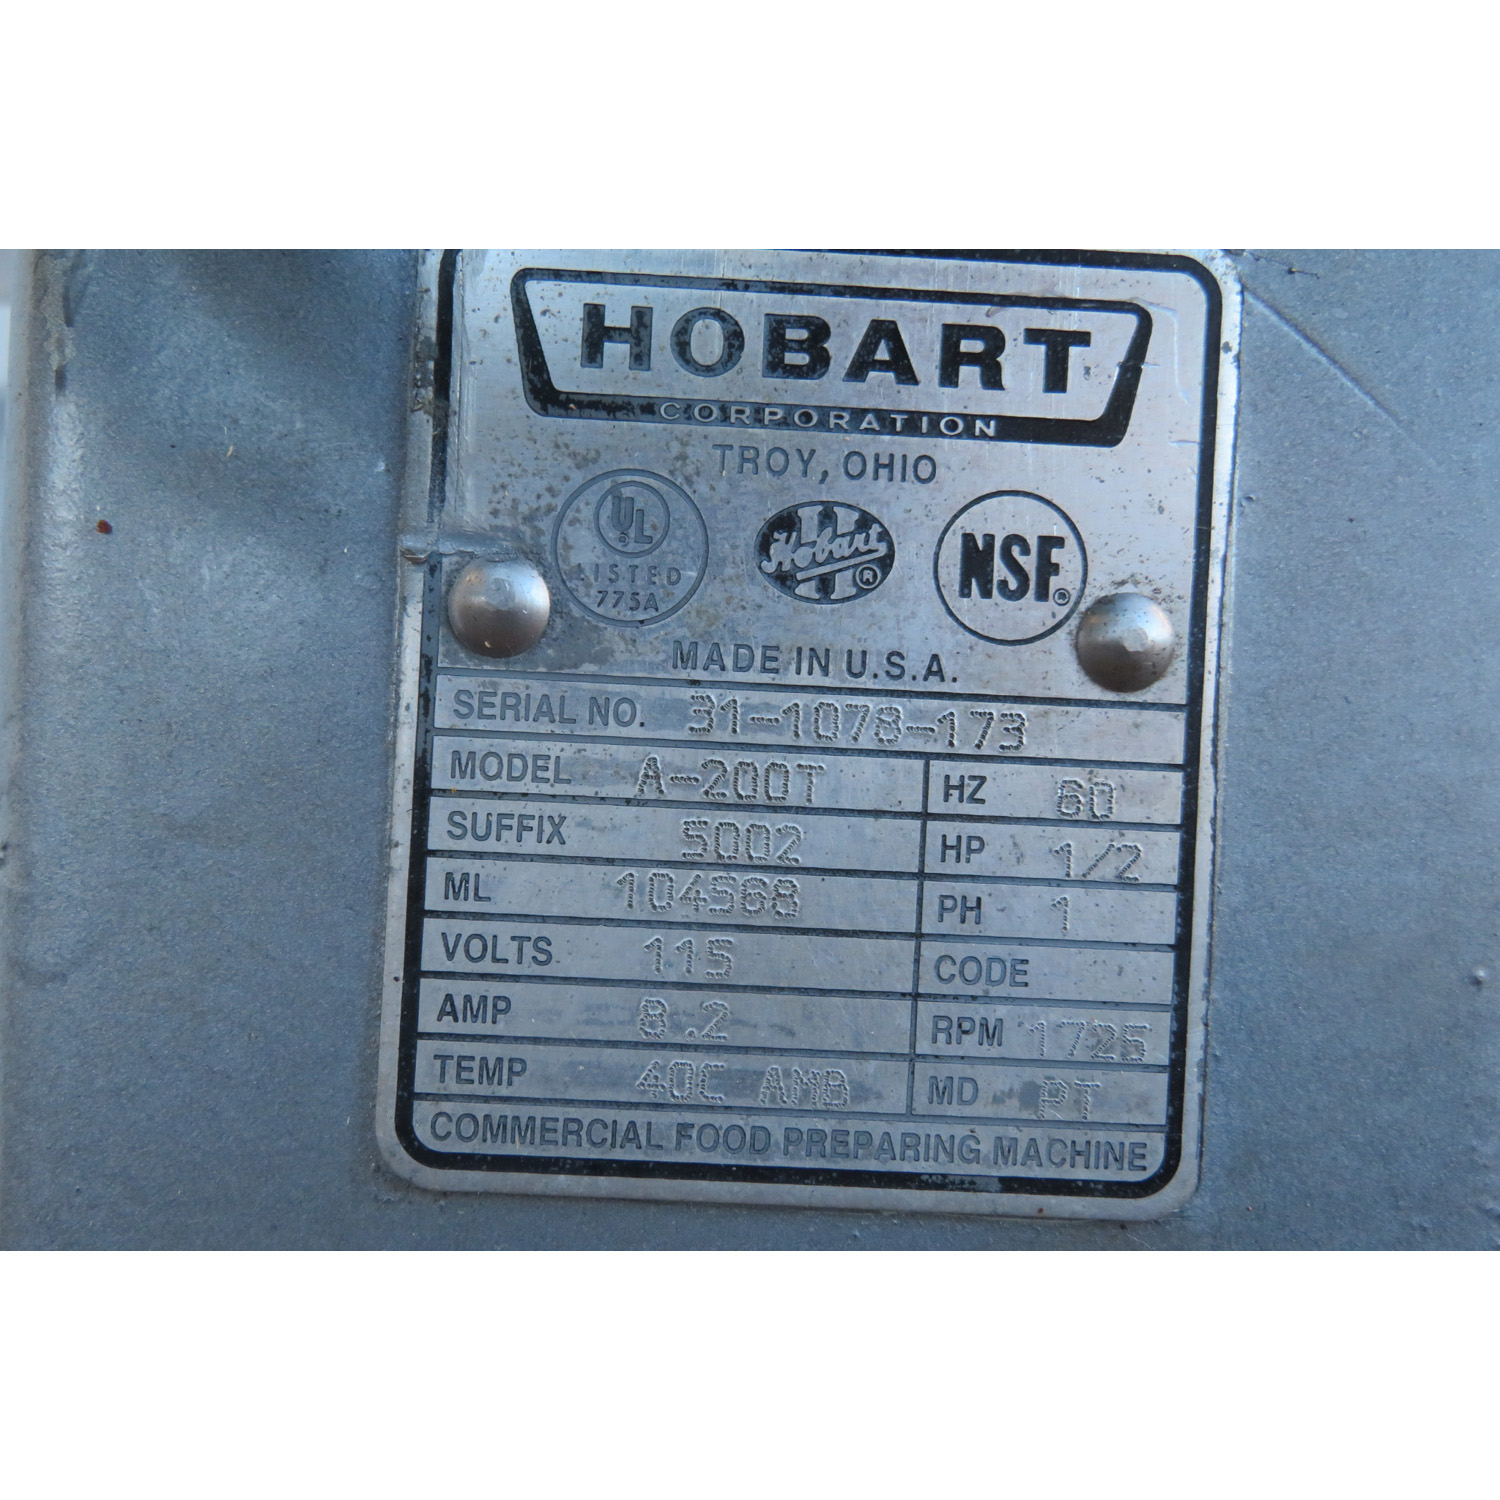 HOBART
CORPORATION
TROY, OHIO
UL®
LISTED
775A
Hobart ®
NSF®
MADE IN U.S.A.
SERIAL NO. 31-1078-173
MODEL A-200T HZ 60
SUFFIX 5002 HP 1/2
ML 104568 PH 1
VOLTS 115 CODE
AMP 8.2 RPM 1725
TEMP 40C AMB MD PT
COMMERCIAL FOOD PREPARING MACHINE